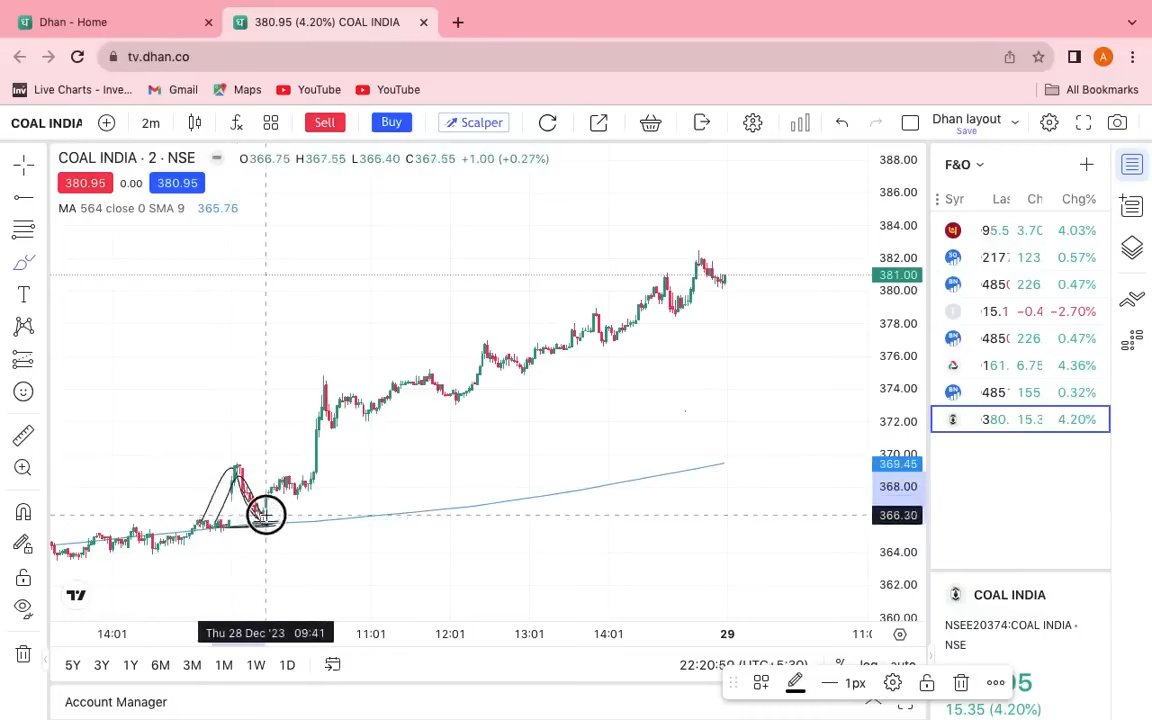 Dhan - Home
380.95 (4.20%) COAL INDIA
tv.dhan.co
A
Inv Live Charts - Inve...
Gmail
Maps
YouTube
YouTube
All Bookmarks
COAL INDIA
2m
Sell
Buy
Scalper
Dhan layout
Save
COAL INDIA · 2 · NSE
O366.75 H367.55 L366.40 C367.55 +1.00 (+0.27%)
380.95 0.00 380.95
MA 564 close 0 SMA 9 365.76
388.00
386.00
384.00
382.00
381.00
380.00
378.00
376.00
374.00
372.00
370.00
369.45
368.00
366.30
364.00
362.00
360.00
14:01
Thu 28 Dec '23 09:41
11:01
12:01
13:01
14:01
29
11:0
5Y 3Y 1Y 6M 3M 1M 1W 1D
22:20:59 (UTC+5:30)
% log auto
1px
Account Manager
F&O
Syr Las Ch Chg%
95.5 3.70 4.03%
217 123 0.57%
4850 226 0.47%
15.1 −0.4 −2.70%
4850 226 0.47%
161. 6.75 4.36%
485 155 0.32%
380. 15.3 4.20%
COAL INDIA
NSEE20374:COAL INDIA ·
NSE
95
15.35 (4.20%)